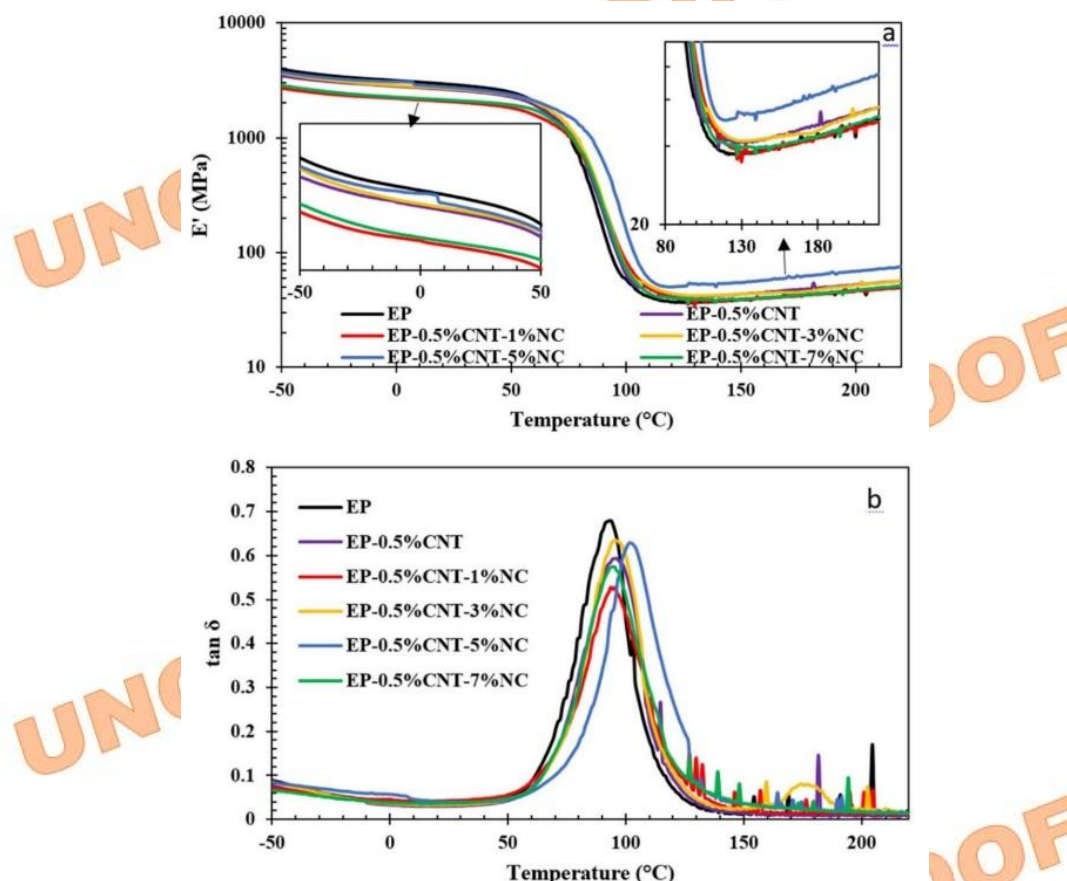 a
10000
1000
100
10
E' (MPa)
-50 0 50
20
80 130 180
EP
EP-0.5%CNT
EP-0.5%CNT-1%NC
EP-0.5%CNT-3%NC
EP-0.5%CNT-5%NC
EP-0.5%CNT-7%NC
-50 0 50 100 150 200
Temperature (°C)
b
0.8
0.7
0.6
0.5
0.4
0.3
0.2
0.1
0
tan δ
EP
EP-0.5%CNT
EP-0.5%CNT-1%NC
EP-0.5%CNT-3%NC
EP-0.5%CNT-5%NC
EP-0.5%CNT-7%NC
-50 0 50 100 150 200
Temperature (°C)